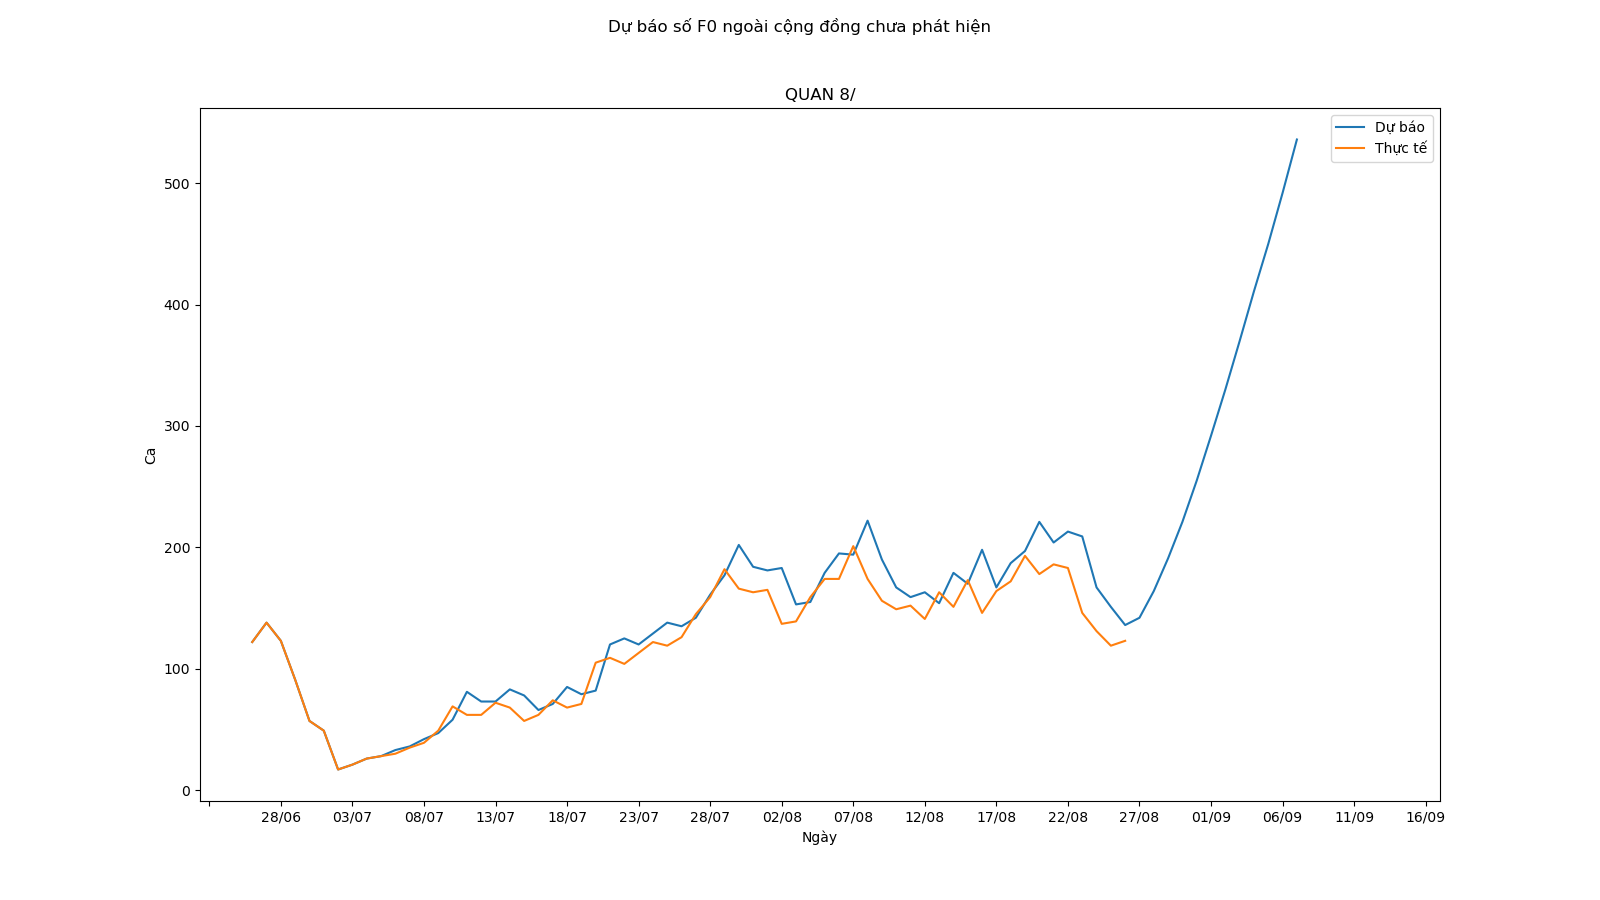 Dự báo số F0 ngoài cộng đồng chưa phát hiện
QUAN 8/
Dự báo
Thực tế
500
400
300
200
100
0
Ca
28/06 03/07 08/07 13/07 18/07 23/07 28/07 02/08 07/08 12/08 17/08 22/08 27/08 01/09 06/09 11/09 16/09
Ngày